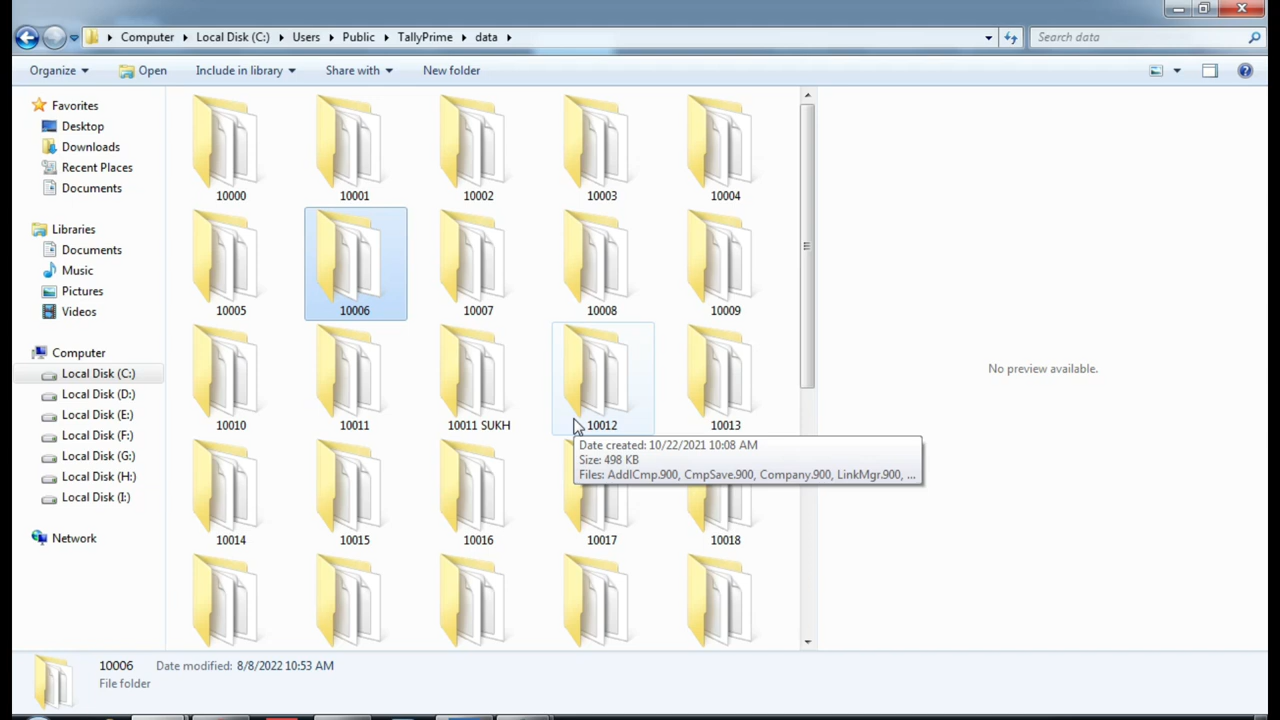 Computer Local Disk (C:) Users Public TallyPrime data
Search data
Organize Open Include in library Share with New folder
Favorites
Desktop
Downloads
Recent Places
Documents
Libraries
Documents
Music
Pictures
Videos
Computer
Local Disk (C:)
Local Disk (D:)
Local Disk (E:)
Local Disk (F:)
Local Disk (G:)
Local Disk (H:)
Local Disk (I:)
Network
10000 10001 10002 10003 10004
10005 10006 10007 10008 10009
10010 10011 10011 SUKH 10012 10013
Date created: 10/22/2021 10:08 AM
Size: 498 KB
Files: AddlCmp.900, CmpSave.900, Company.900, LinkMgr.900, ...
10014 10015 10016 10017 10018
No preview available.
10006 Date modified: 8/8/2022 10:53 AM
File folder